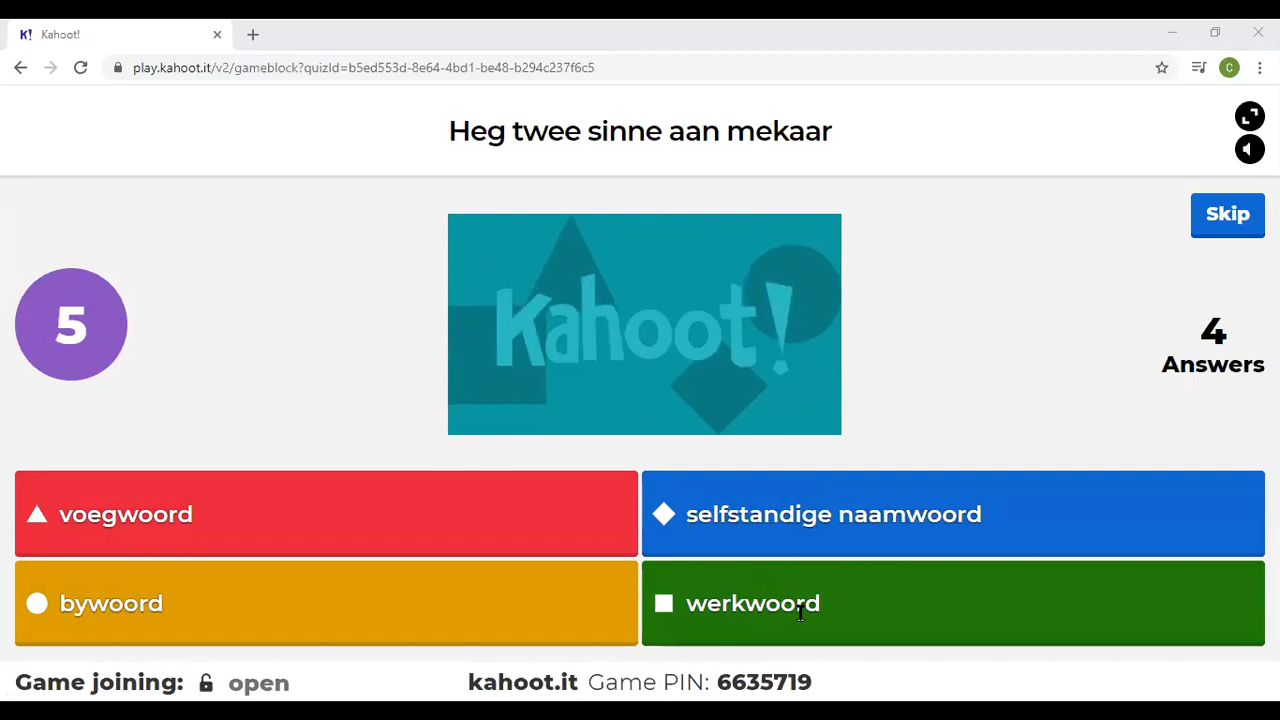 Kahoot!
play.kahoot.it/v2/gameblock?quizId=b5ed553d-8e64-4bd1-be48-b294c237f6c5
C
Heg twee sinne aan mekaar
Skip
Kahoot!
5
4
Answers
voegwoord
selfstandige naamwoord
bywoord
werkwoord
Game joining: open
kahoot.it Game PIN: 6635719